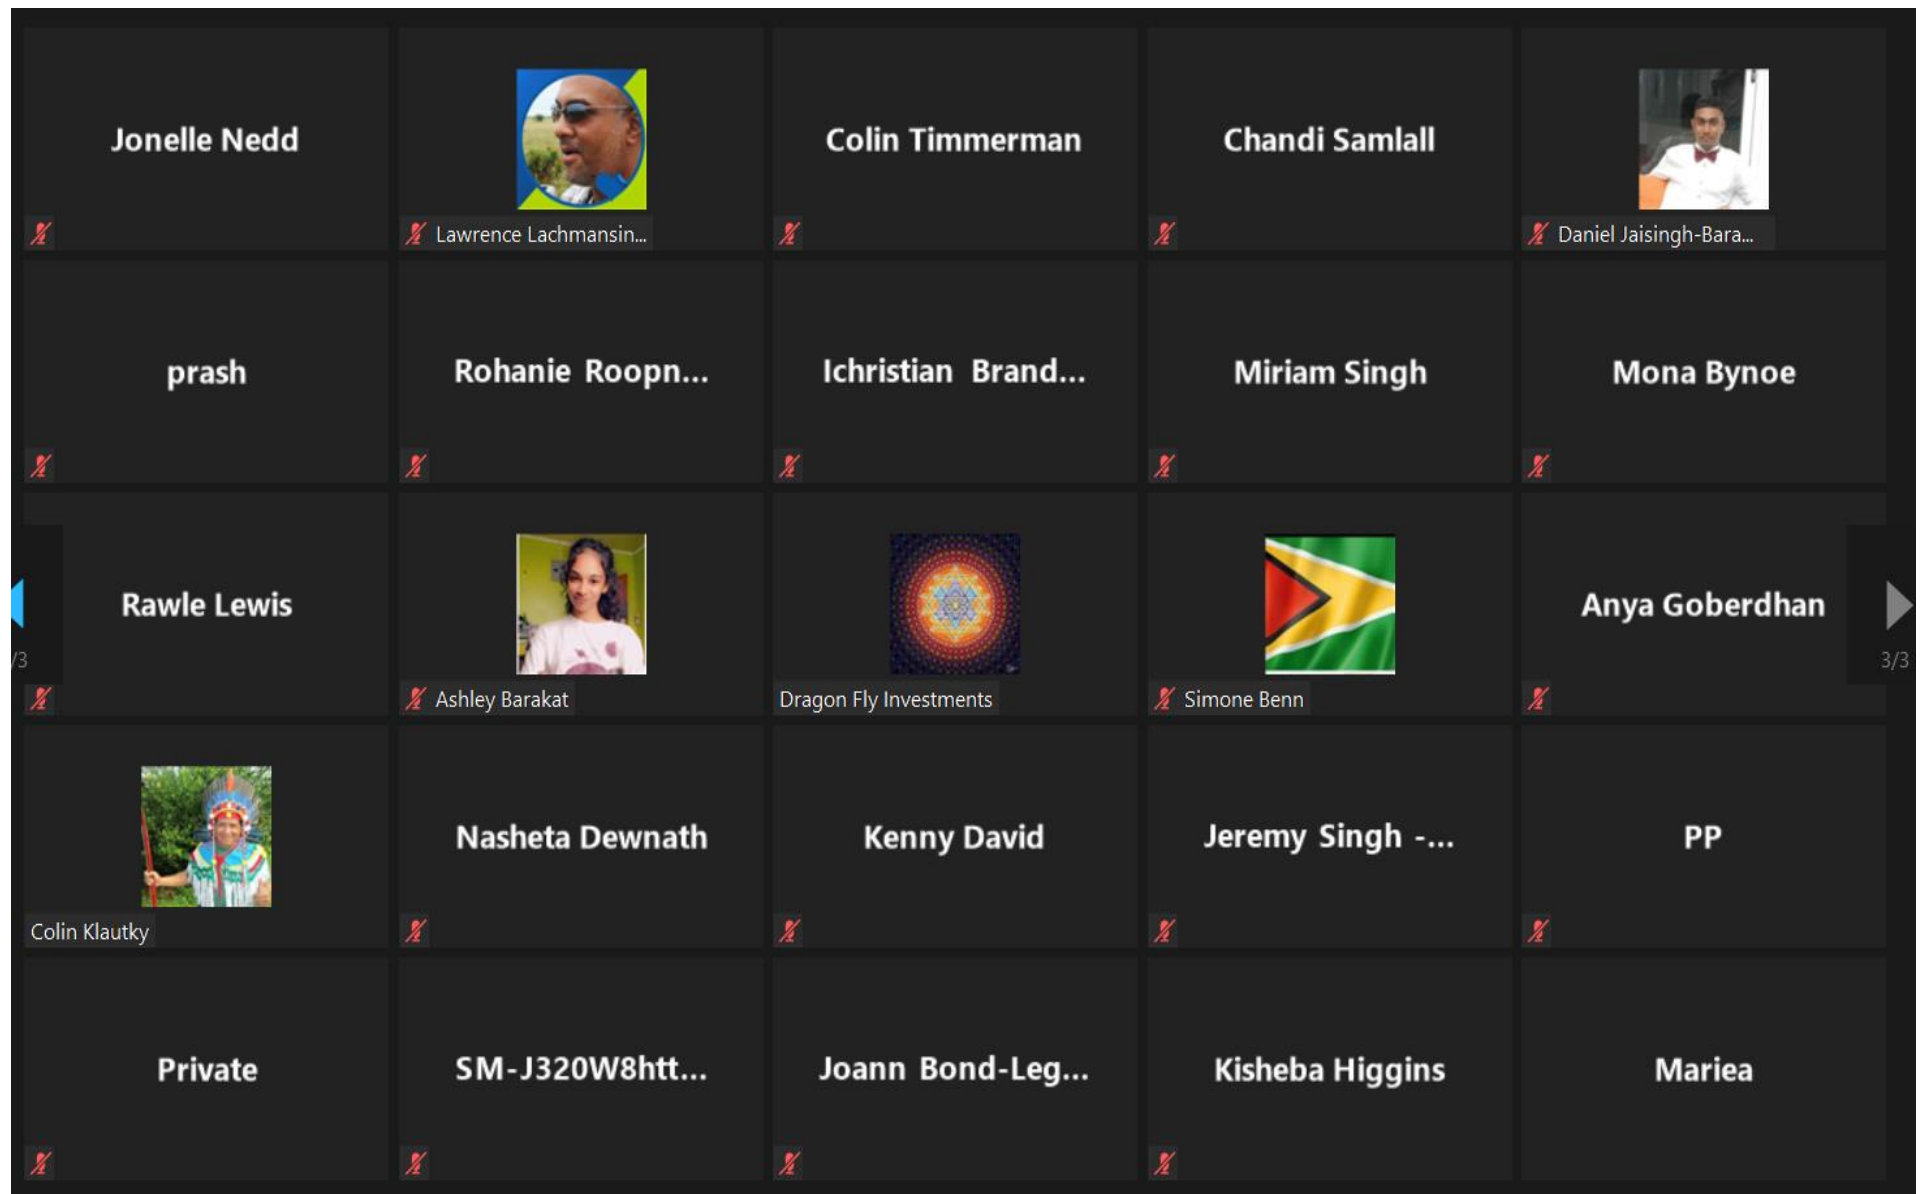 Jonelle Nedd
Lawrence Lachmansin...
Colin Timmerman
Chandi Samlall
Daniel Jaisingh-Bara...
prash
Rohanie Roopn...
Ichristian Brand...
Miriam Singh
Mona Bynoe
Rawle Lewis
/3
Ashley Barakat
Dragon Fly Investments
Simone Benn
Anya Goberdhan
3/3
Colin Klautky
Nasheta Dewnath
Kenny David
Jeremy Singh -...
PP
Private
SM-J320W8htt...
Joann Bond-Leg...
Kisheba Higgins
Mariea